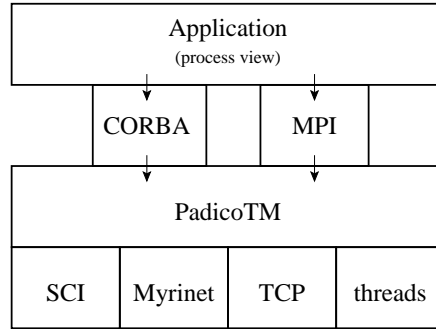 Application
(process view)
CORBA MPI
PadicoTM
SCI Myrinet TCP threads